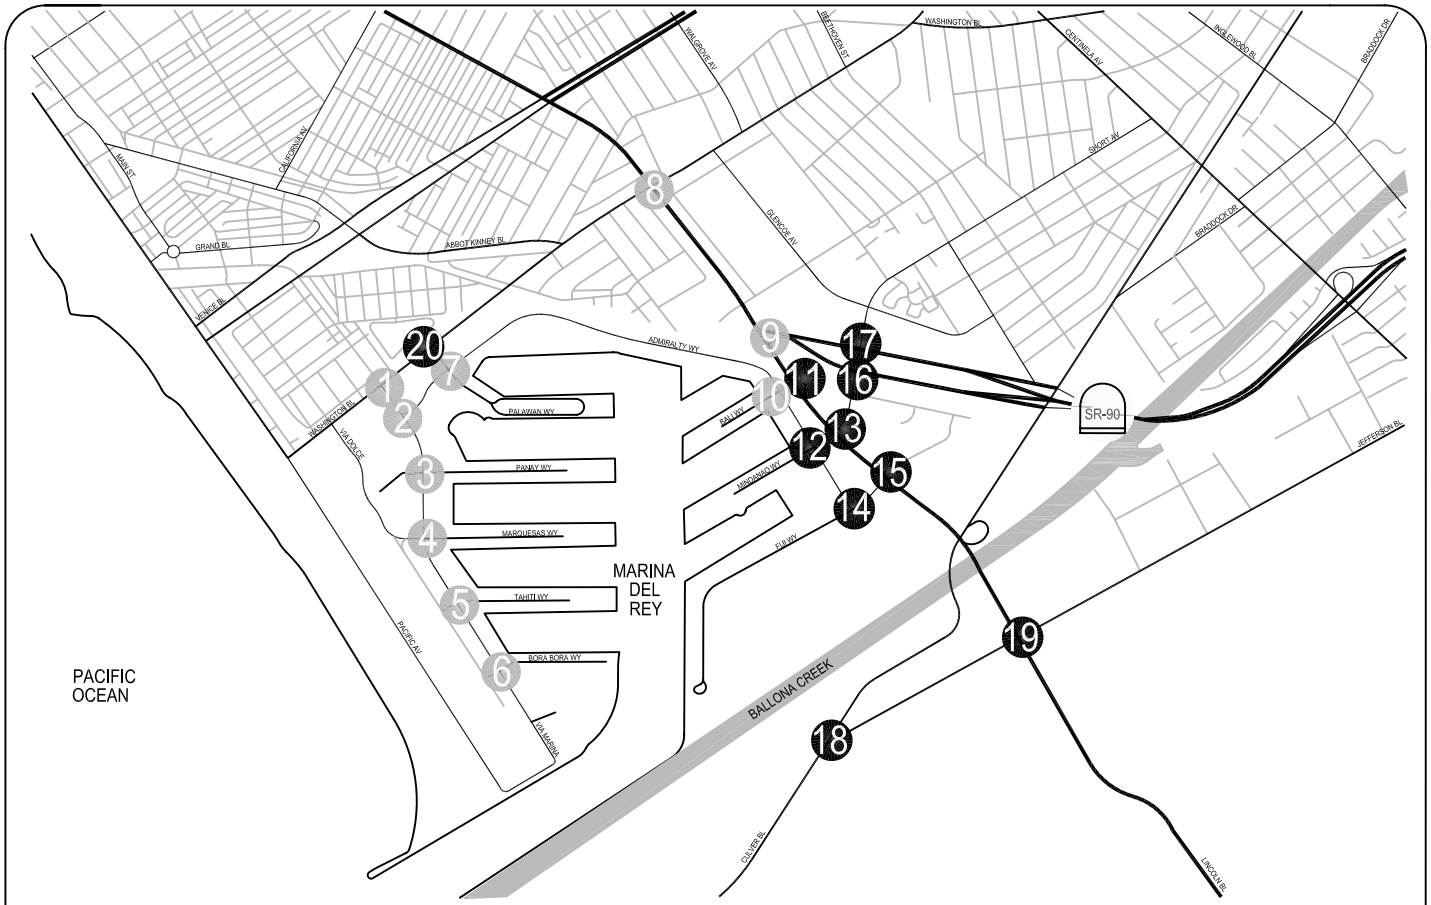 WASHINGTON BL
BEETHOVEN ST
WALGROVE AV
CENTINELA AV
INGLEWOOD BL
BRADDOCK DR
CALIFORNIA AV
MAIN ST
SHORT AV
8
GLENCOE AV
BRADDOCK DR
GRAND BL
ABBOT KINNEY BL
VENICE BL
20
9
17
ADMIRALTY WY
7
1
11
16
10
2
PALAWAN WY
BALI WY
SR-90
WASHINGTON BL
VIA DOLCE
13
12
JEFFERSON BL
3
PANAY WY
MINDANAO WY
15
14
4
MARQUESAS WY
FIJI WY
MARINA
DEL
REY
5
TAHITI WY
PACIFIC AV
19
6
BORA BORA WY
PACIFIC
OCEAN
BALLONA CREEK
VIA MARINA
18
CULVER BL
LINCOLN BL